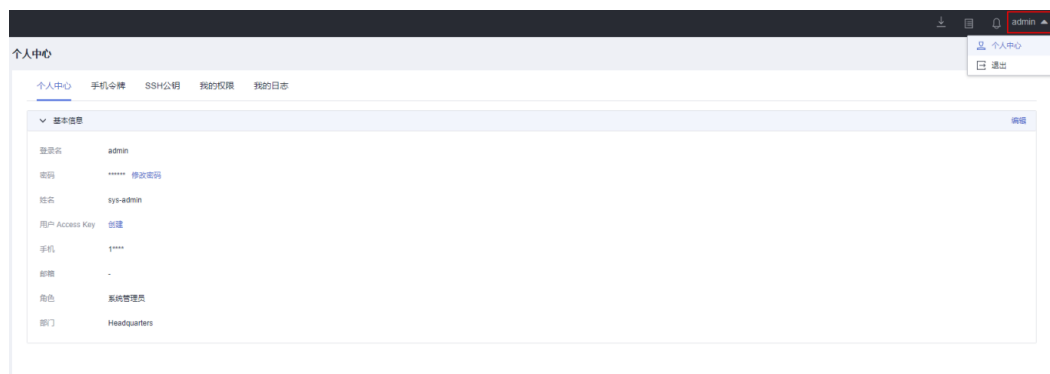 admin
个人中心
退出
个人中心
个人中心 手机令牌 SSH公钥 我的权限 我的日志
基本信息 编辑
登录名 admin
密码 ****** 修改密码
姓名 sys-admin
用户 Access Key 创建
手机 1****
邮箱 -
角色 系统管理员
部门 Headquarters